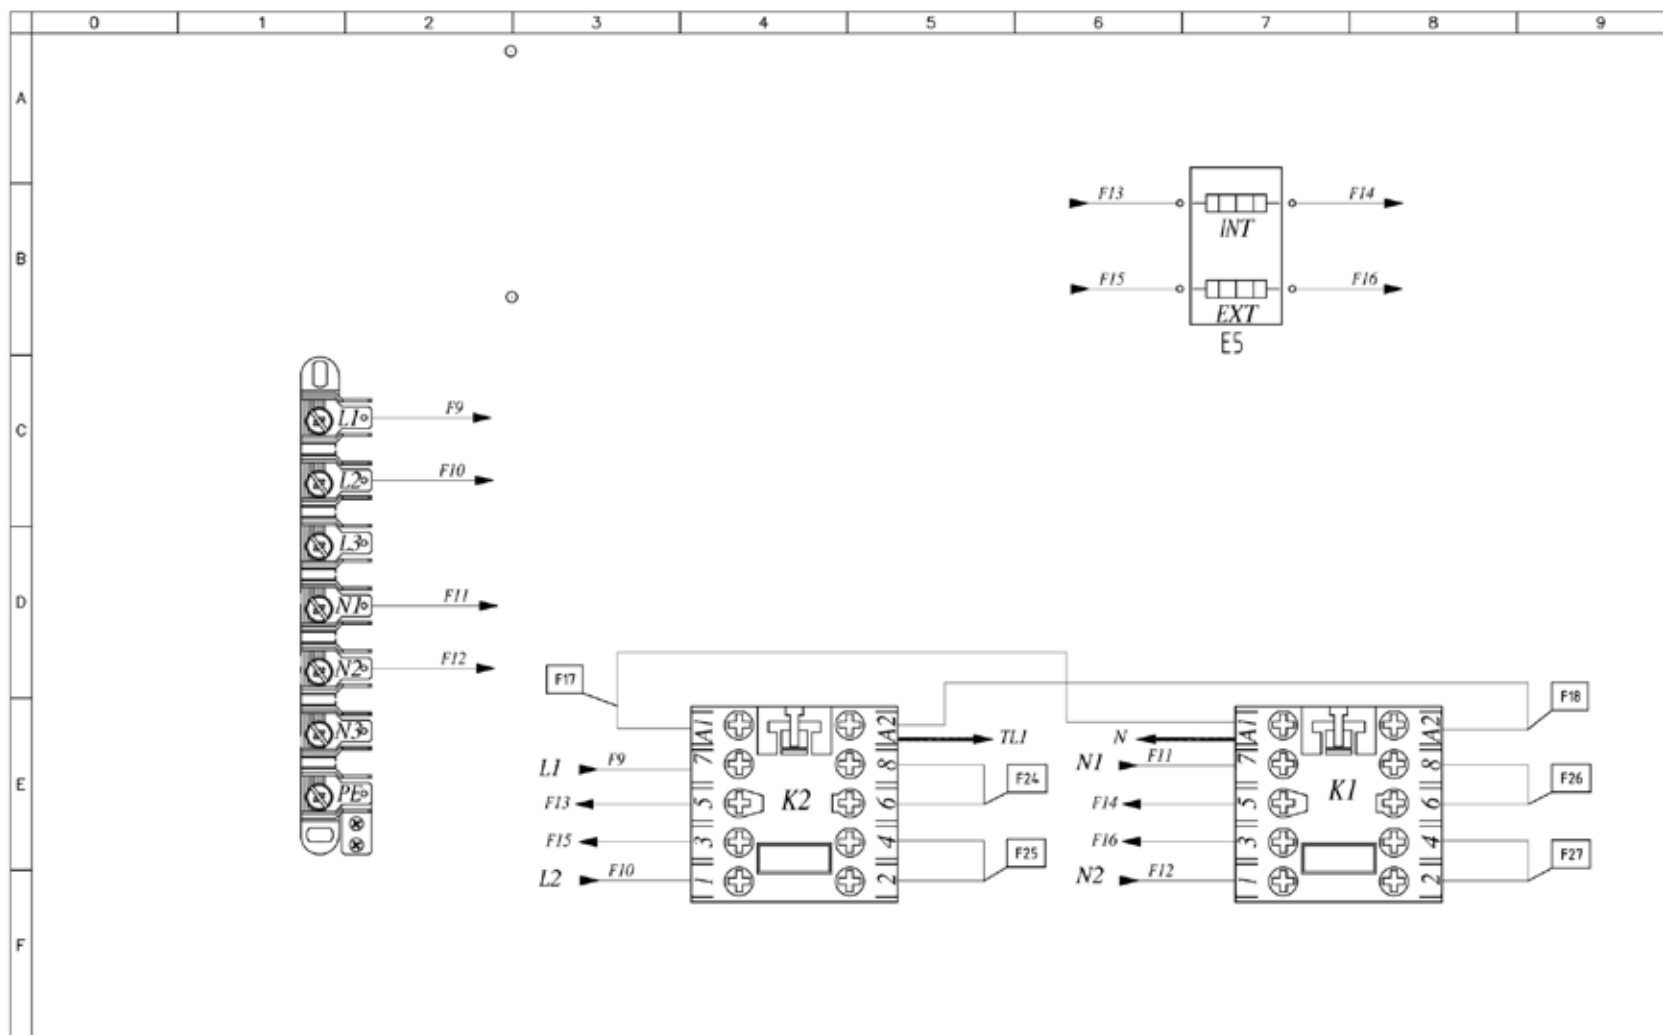 0 1 2 3 4 5 6 7 8 9
A
F13 F14
INT
B
F15 F16
EXT
E5
C
L1 F9
L2 F10
L3
D
N1 F11
N2 F12
F17 F18
N3
A1 A2 TL1 N A1 A2
E
L1 F9 7 8 N1 F11 7 8
F24 F26
PE
F13 5 K2 6 F14 5 K1 6
F15 3 4 F16 3 4
F25 F27
L2 F10 1 2 N2 F12 1 2
F